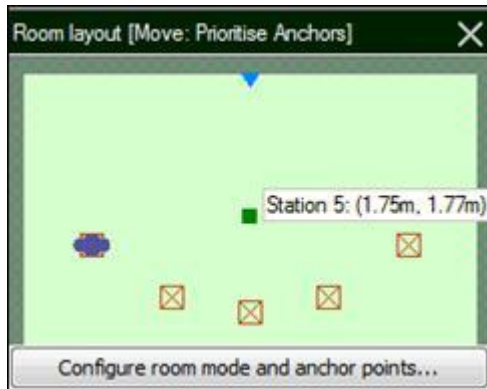 Room layout [Move: Prioritise Anchors]
Station 5: (1.75m, 1.77m)
Configure room mode and anchor points...